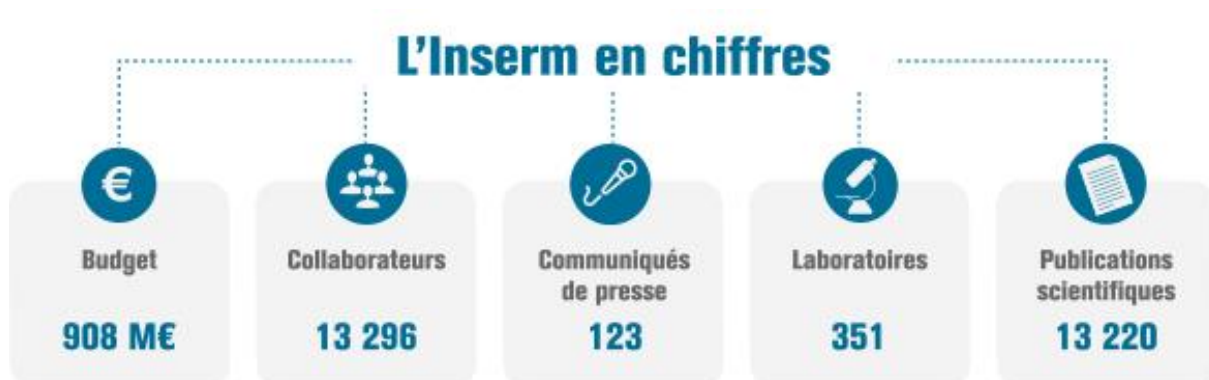 L'Inserm en chiffres
€
Budget
908 M€
Collaborateurs
13 296
Communiqués
de presse
123
Laboratoires
351
Publications
scientifiques
13 220